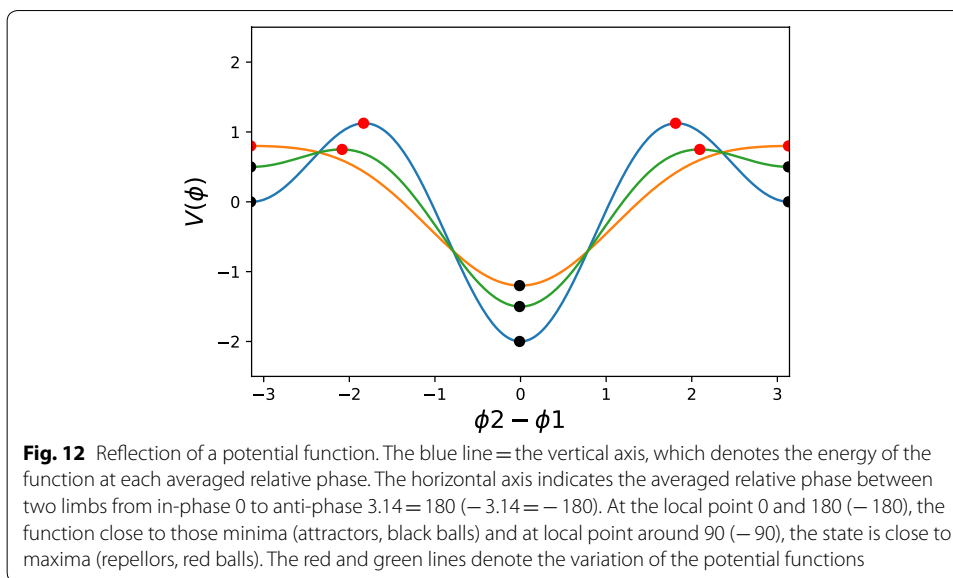 2
1
0
−1
−2
V(ϕ)
−3 −2 −1 0 1 2 3
ϕ2 − ϕ1
Fig. 12 Reflection of a potential function. The blue line = the vertical axis, which denotes the energy of the
function at each averaged relative phase. The horizontal axis indicates the averaged relative phase between
two limbs from in-phase 0 to anti-phase 3.14 = 180 (− 3.14 = − 180). At the local point 0 and 180 (− 180), the
function close to those minima (attractors, black balls) and at local point around 90 (− 90), the state is close to
maxima (repellors, red balls). The red and green lines denote the variation of the potential functions